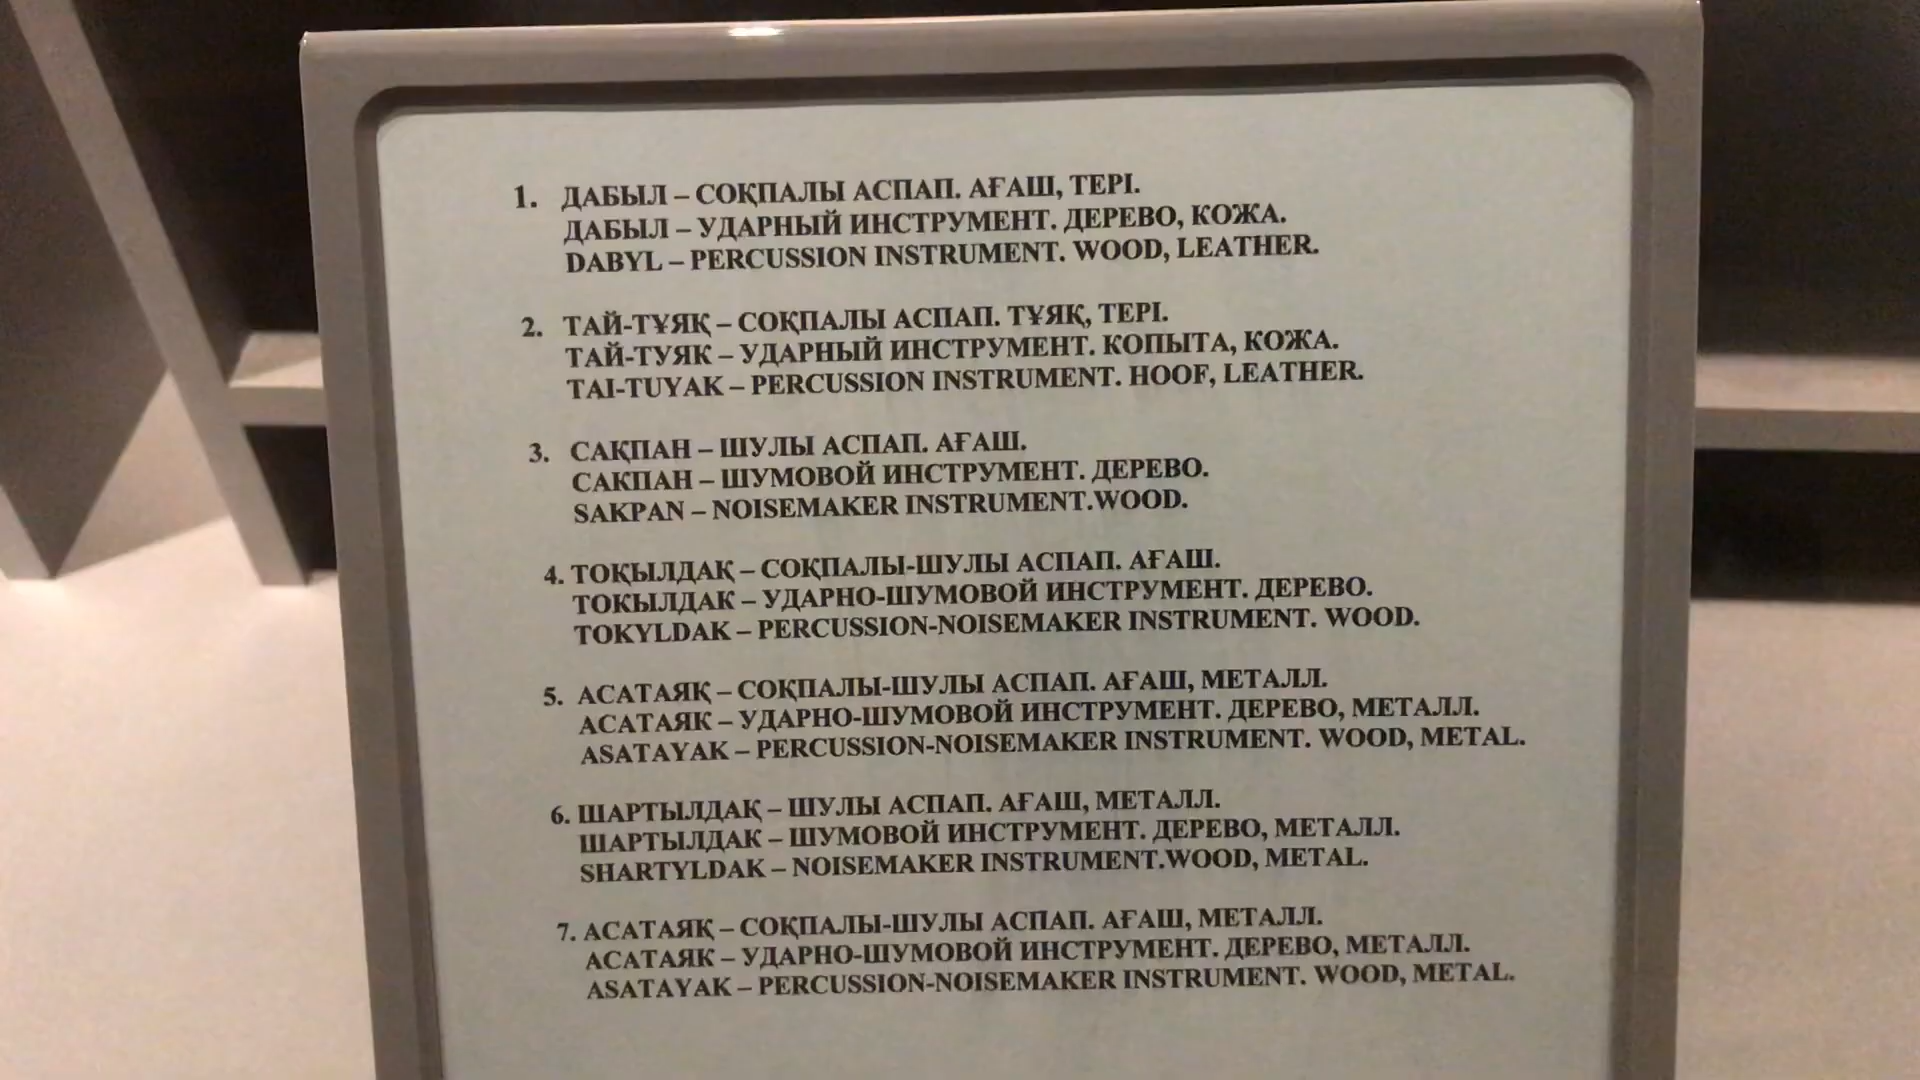 1. ДАБЫЛ – СОҚПАЛЫ АСПАП. АҒАШ, ТЕРІ.
ДАБЫЛ – УДАРНЫЙ ИНСТРУМЕНТ. ДЕРЕВО, КОЖА.
DABYL – PERCUSSION INSTRUMENT. WOOD, LEATHER.
2. ТАЙ-ТҰЯҚ – СОҚПАЛЫ АСПАП. ТҰЯҚ, ТЕРІ.
ТАЙ-ТУЯК – УДАРНЫЙ ИНСТРУМЕНТ. КОПЫТА, КОЖА.
TAI-TUYAK – PERCUSSION INSTRUMENT. HOOF, LEATHER.
3. САҚПАН – ШУЛЫ АСПАП. АҒАШ.
САКПАН – ШУМОВОЙ ИНСТРУМЕНТ. ДЕРЕВО.
SAKPAN – NOISEMAKER INSTRUMENT.WOOD.
4. ТОҚЫЛДАҚ – СОҚПАЛЫ-ШУЛЫ АСПАП. АҒАШ.
ТОКЫЛДАК – УДАРНО-ШУМОВОЙ ИНСТРУМЕНТ. ДЕРЕВО.
TOKYLDAK – PERCUSSION-NOISEMAKER INSTRUMENT. WOOD.
5. АСАТАЯҚ – СОҚПАЛЫ-ШУЛЫ АСПАП. АҒАШ, МЕТАЛЛ.
АСАТАЯК – УДАРНО-ШУМОВОЙ ИНСТРУМЕНТ. ДЕРЕВО, МЕТАЛЛ.
ASATAYAK – PERCUSSION-NOISEMAKER INSTRUMENT. WOOD, METAL.
6. ШАРТЫЛДАҚ – ШУЛЫ АСПАП. АҒАШ, МЕТАЛЛ.
ШАРТЫЛДАК – ШУМОВОЙ ИНСТРУМЕНТ. ДЕРЕВО, МЕТАЛЛ.
SHARTYLDAK – NOISEMAKER INSTRUMENT.WOOD, METAL.
7. АСАТАЯҚ – СОҚПАЛЫ-ШУЛЫ АСПАП. АҒАШ, МЕТАЛЛ.
АСАТАЯК – УДАРНО-ШУМОВОЙ ИНСТРУМЕНТ. ДЕРЕВО, МЕТАЛЛ.
ASATAYAK – PERCUSSION-NOISEMAKER INSTRUMENT. WOOD, METAL.